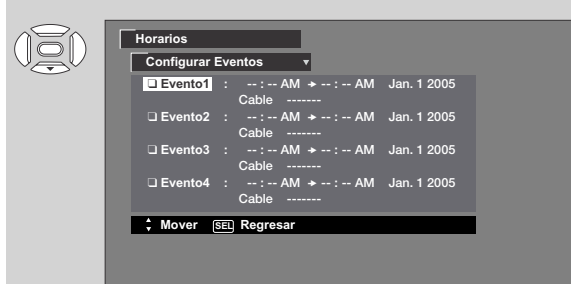 Horarios
Configurar Eventos ▼
❏ Evento1 : -- : -- AM ➔ -- : -- AM Jan. 1 2005
Cable -------
❏ Evento2 : -- : -- AM ➔ -- : -- AM Jan. 1 2005
Cable -------
❏ Evento3 : -- : -- AM ➔ -- : -- AM Jan. 1 2005
Cable -------
❏ Evento4 : -- : -- AM ➔ -- : -- AM Jan. 1 2005
Cable -------
Mover SEL Regresar